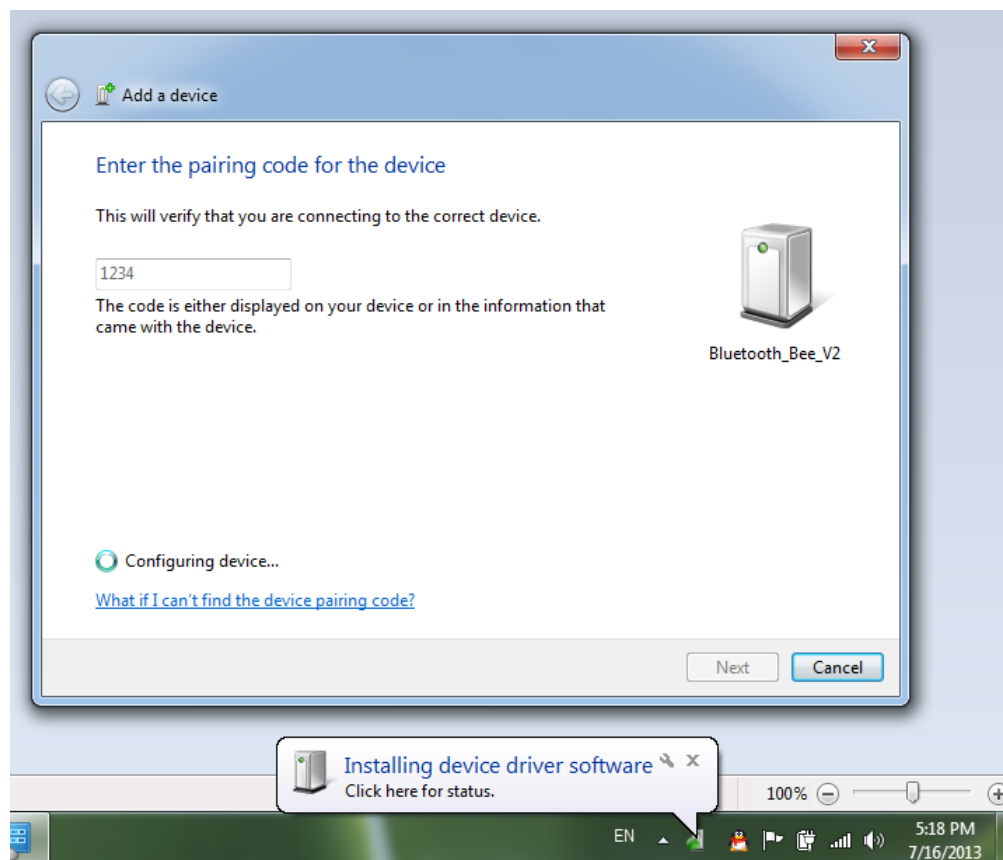 Add a device
Enter the pairing code for the device
This will verify that you are connecting to the correct device.
1234
The code is either displayed on your device or in the information that
came with the device.
Bluetooth_Bee_V2
Configuring device...
What if I can't find the device pairing code?
Next
Cancel
Installing device driver software
Click here for status.
100%
EN
5:18 PM
7/16/2013